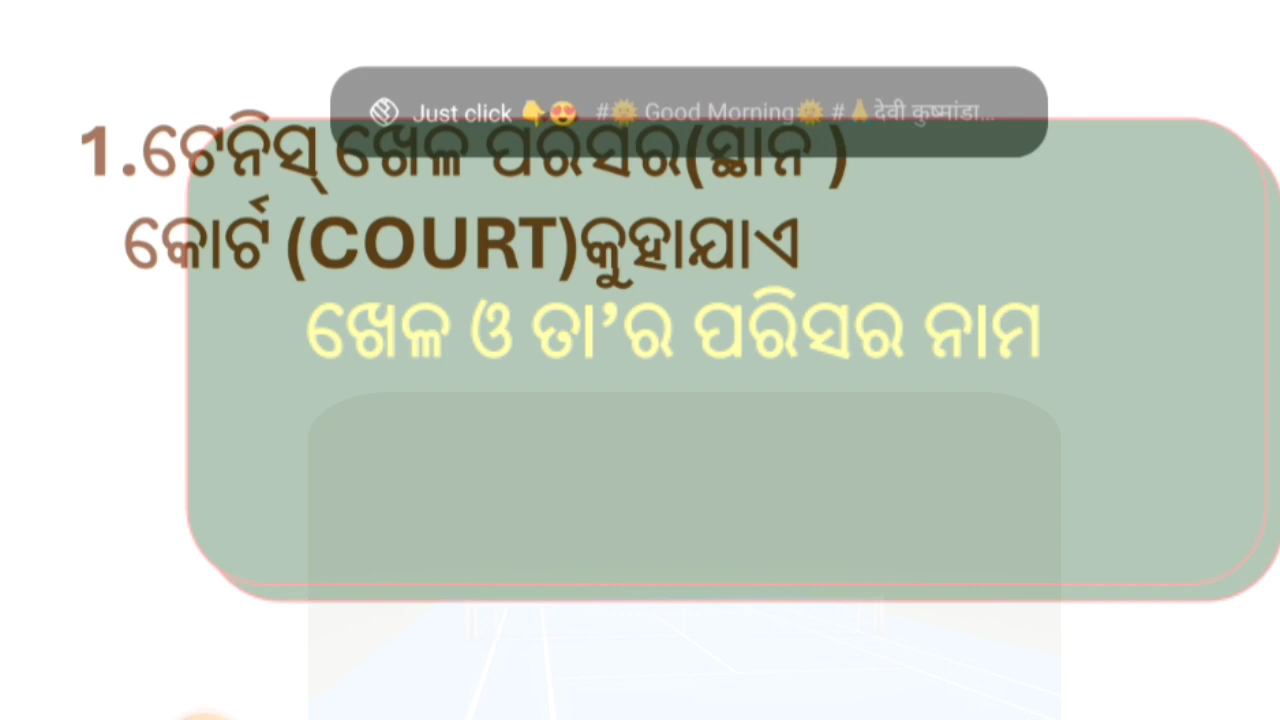 Just click 👇😍 #🌞 Good Morning🌞 #🙏देवी कुष्मांडा...
1.ଟେନିସ୍ ଖେଳ ପରିସର(ସ୍ଥାନ )
କୋର୍ଟ (COURT)କୁହାଯାଏ
ଖେଳ ଓ ତା’ର ପରିସର ନାମ